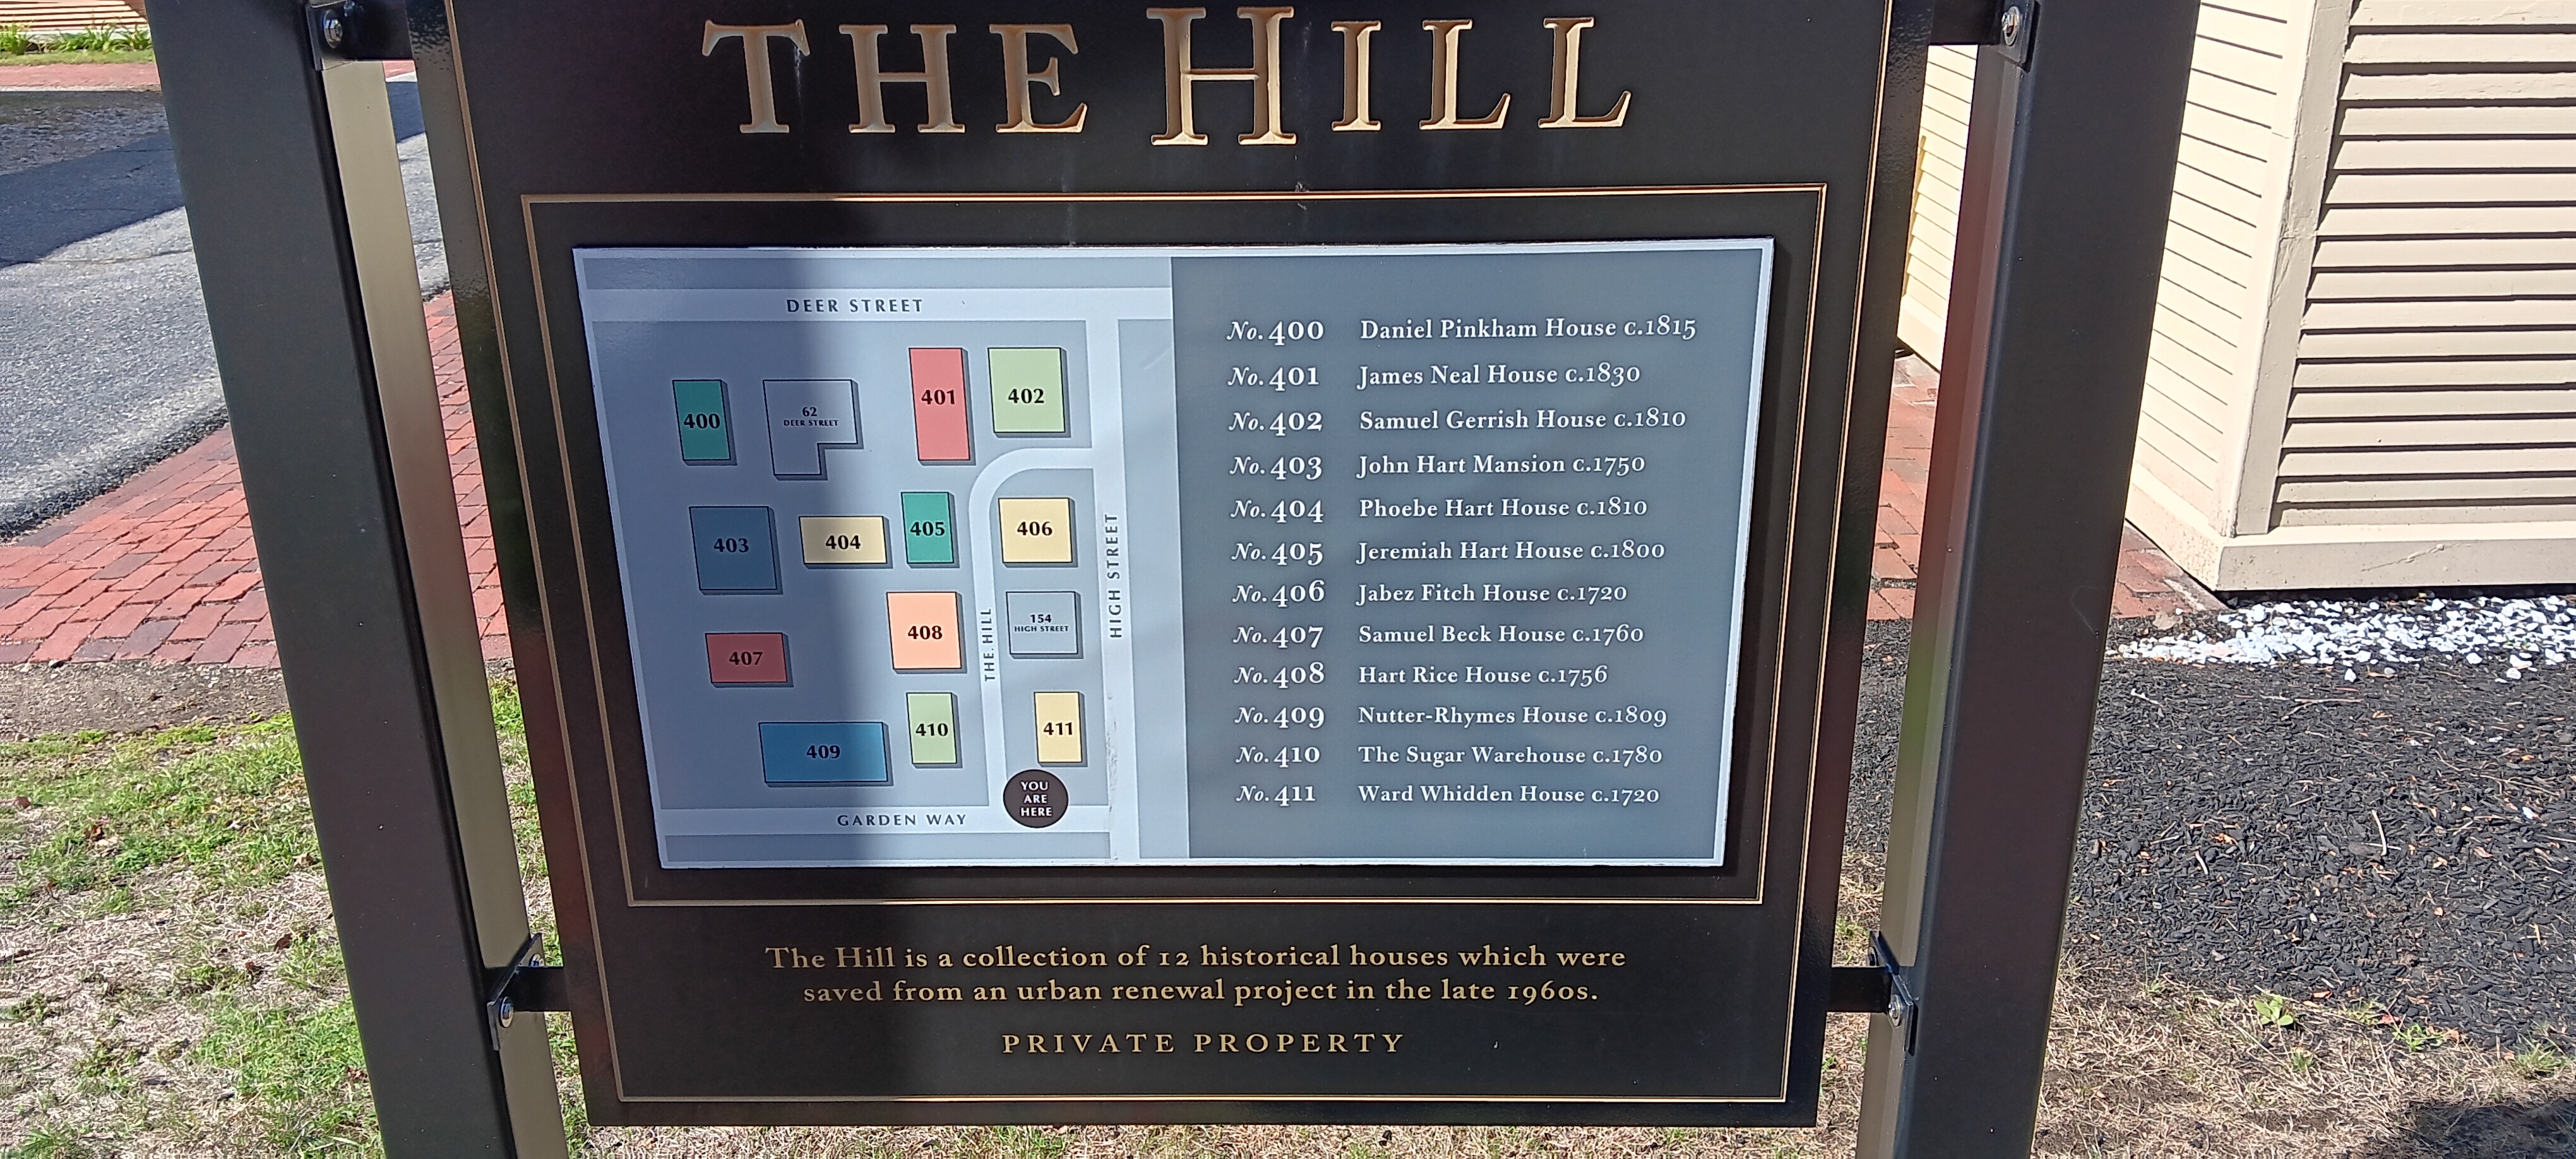 THE HILL
DEER STREET
400
62
DEER STREET
401
402
403
404
405
406
407
408
154
HIGH STREET
THE HILL
HIGH STREET
409
410
411
YOU
ARE
HERE
GARDEN WAY
No. 400 Daniel Pinkham House c.1815
No. 401 James Neal House c.1830
No. 402 Samuel Gerrish House c.1810
No. 403 John Hart Mansion c.1750
No. 404 Phoebe Hart House c.1810
No. 405 Jeremiah Hart House c.1800
No. 406 Jabez Fitch House c.1720
No. 407 Samuel Beck House c.1760
No. 408 Hart Rice House c.1756
No. 409 Nutter-Rhymes House c.1809
No. 410 The Sugar Warehouse c.1780
No. 411 Ward Whidden House c.1720
The Hill is a collection of 12 historical houses which were
saved from an urban renewal project in the late 1960s.
PRIVATE PROPERTY